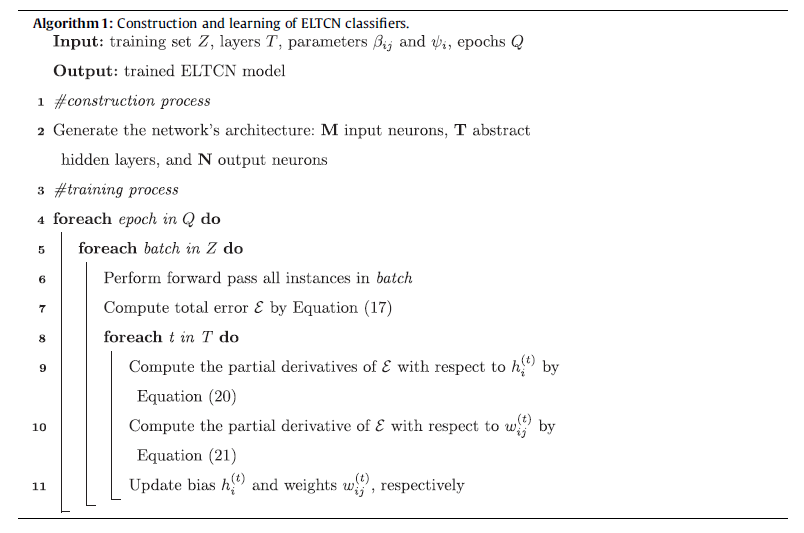 Algorithm 1: Construction and learning of ELTCN classifiers.
Input: training set Z, layers T, parameters β_{ij} and ψ_i, epochs Q
Output: trained ELTCN model
1 #construction process
2 Generate the network's architecture: M input neurons, T abstract
hidden layers, and N output neurons
3 #training process
4 foreach epoch in Q do
5 foreach batch in Z do
6 Perform forward pass all instances in batch
7 Compute total error ℰ by Equation (17)
8 foreach t in T do
9 Compute the partial derivatives of ℰ with respect to h_i^{(t)} by
Equation (20)
10 Compute the partial derivative of ℰ with respect to w_{ij}^{(t)} by
Equation (21)
11 Update bias h_i^{(t)} and weights w_{ij}^{(t)}, respectively